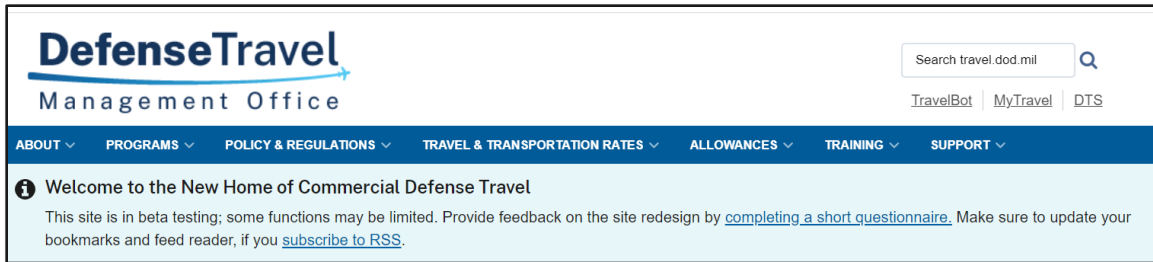 DefenseTravel
Management Office
Search travel.dod.mil
TravelBot MyTravel DTS
ABOUT PROGRAMS POLICY & REGULATIONS TRAVEL & TRANSPORTATION RATES ALLOWANCES TRAINING SUPPORT
Welcome to the New Home of Commercial Defense Travel
This site is in beta testing; some functions may be limited. Provide feedback on the site redesign by completing a short questionnaire. Make sure to update your
bookmarks and feed reader, if you subscribe to RSS.